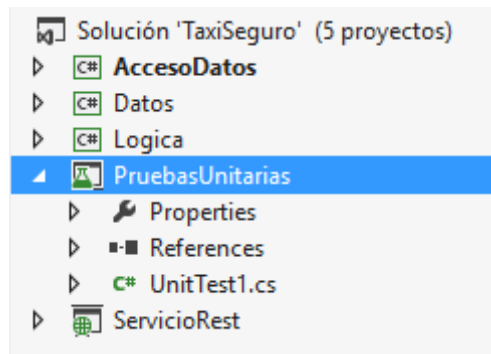 Solución 'TaxiSeguro' (5 proyectos)
C# AccesoDatos
C# Datos
C# Logica
PruebasUnitarias
Properties
References
C# UnitTest1.cs
ServicioRest